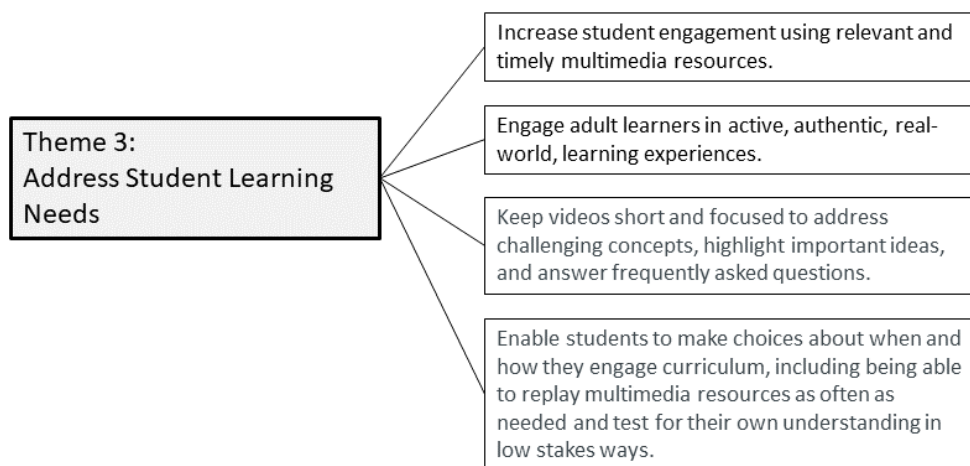 Theme 3:
Address Student Learning
Needs
Increase student engagement using relevant and
timely multimedia resources.
Engage adult learners in active, authentic, real-
world, learning experiences.
Keep videos short and focused to address
challenging concepts, highlight important ideas,
and answer frequently asked questions.
Enable students to make choices about when and
how they engage curriculum, including being able
to replay multimedia resources as often as
needed and test for their own understanding in
low stakes ways.